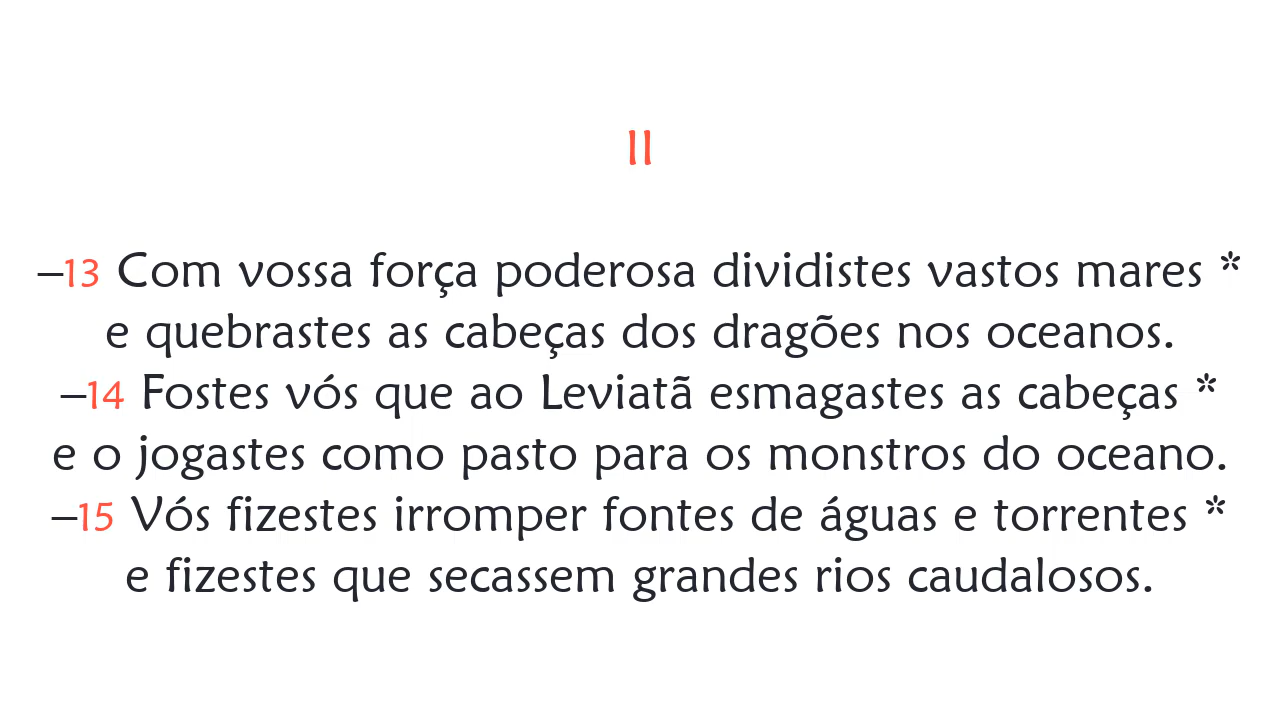 II
–13 Com vossa força poderosa dividistes vastos mares *
e quebrastes as cabeças dos dragões nos oceanos.
–14 Fostes vós que ao Leviatã esmagastes as cabeças *
e o jogastes como pasto para os monstros do oceano.
–15 Vós fizestes irromper fontes de águas e torrentes *
e fizestes que secassem grandes rios caudalosos.